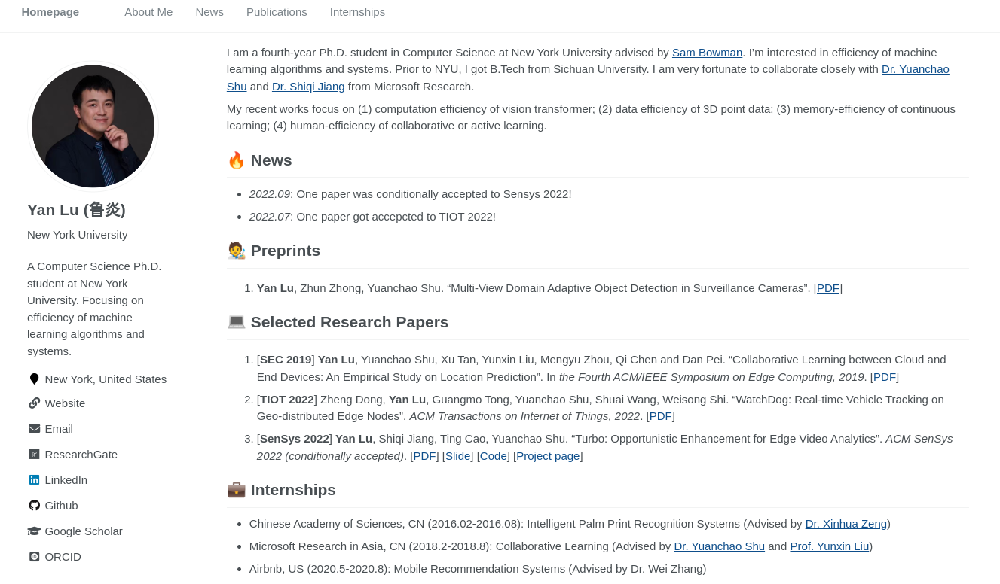 Homepage About Me News Publications Internships
Yan Lu (鲁炎)
New York University
A Computer Science Ph.D.
student at New York
University. Focusing on
efficiency of machine
learning algorithms and
systems.
New York, United States
Website
Email
ResearchGate
LinkedIn
Github
Google Scholar
ORCID
I am a fourth-year Ph.D. student in Computer Science at New York University advised by Sam Bowman. I’m interested in efficiency of machine
learning algorithms and systems. Prior to NYU, I got B.Tech from Sichuan University. I am very fortunate to collaborate closely with Dr. Yuanchao
Shu and Dr. Shiqi Jiang from Microsoft Research.
My recent works focus on (1) computation efficiency of vision transformer; (2) data efficiency of 3D point data; (3) memory-efficiency of continuous
learning; (4) human-efficiency of collaborative or active learning.
🔥 News
• 2022.09: One paper was conditionally accepted to Sensys 2022!
• 2022.07: One paper got accepcted to TIOT 2022!
🧑‍🎨 Preprints
1. Yan Lu, Zhun Zhong, Yuanchao Shu. “Multi-View Domain Adaptive Object Detection in Surveillance Cameras”. [PDF]
💻 Selected Research Papers
1. [SEC 2019] Yan Lu, Yuanchao Shu, Xu Tan, Yunxin Liu, Mengyu Zhou, Qi Chen and Dan Pei. “Collaborative Learning between Cloud and
End Devices: An Empirical Study on Location Prediction”. In the Fourth ACM/IEEE Symposium on Edge Computing, 2019. [PDF]
2. [TIOT 2022] Zheng Dong, Yan Lu, Guangmo Tong, Yuanchao Shu, Shuai Wang, Weisong Shi. “WatchDog: Real-time Vehicle Tracking on
Geo-distributed Edge Nodes”. ACM Transactions on Internet of Things, 2022. [PDF]
3. [SenSys 2022] Yan Lu, Shiqi Jiang, Ting Cao, Yuanchao Shu. “Turbo: Opportunistic Enhancement for Edge Video Analytics”. ACM SenSys
2022 (conditionally accepted). [PDF] [Slide] [Code] [Project page]
💼 Internships
• Chinese Academy of Sciences, CN (2016.02-2016.08): Intelligent Palm Print Recognition Systems (Advised by Dr. Xinhua Zeng)
• Microsoft Research in Asia, CN (2018.2-2018.8): Collaborative Learning (Advised by Dr. Yuanchao Shu and Prof. Yunxin Liu)
• Airbnb, US (2020.5-2020.8): Mobile Recommendation Systems (Advised by Dr. Wei Zhang)